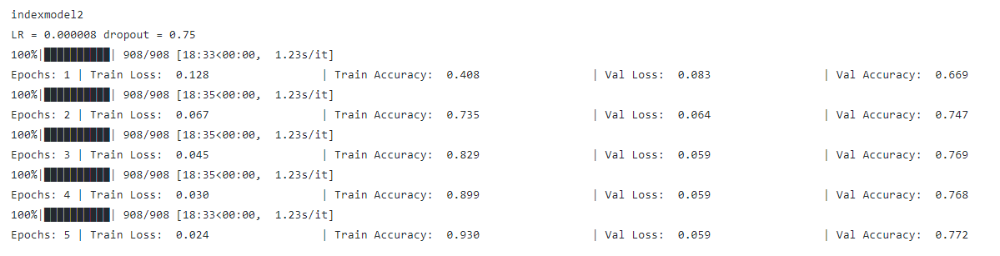 indexmodel2
LR = 0.000008 dropout = 0.75
100%|██████████| 908/908 [18:33<00:00,  1.23s/it]
Epochs: 1 | Train Loss:  0.128 | Train Accuracy:  0.408 | Val Loss:  0.083 | Val Accuracy:  0.669
100%|██████████| 908/908 [18:35<00:00,  1.23s/it]
Epochs: 2 | Train Loss:  0.067 | Train Accuracy:  0.735 | Val Loss:  0.064 | Val Accuracy:  0.747
100%|██████████| 908/908 [18:35<00:00,  1.23s/it]
Epochs: 3 | Train Loss:  0.045 | Train Accuracy:  0.829 | Val Loss:  0.059 | Val Accuracy:  0.769
100%|██████████| 908/908 [18:35<00:00,  1.23s/it]
Epochs: 4 | Train Loss:  0.030 | Train Accuracy:  0.899 | Val Loss:  0.059 | Val Accuracy:  0.768
100%|██████████| 908/908 [18:33<00:00,  1.23s/it]
Epochs: 5 | Train Loss:  0.024 | Train Accuracy:  0.930 | Val Loss:  0.059 | Val Accuracy:  0.772